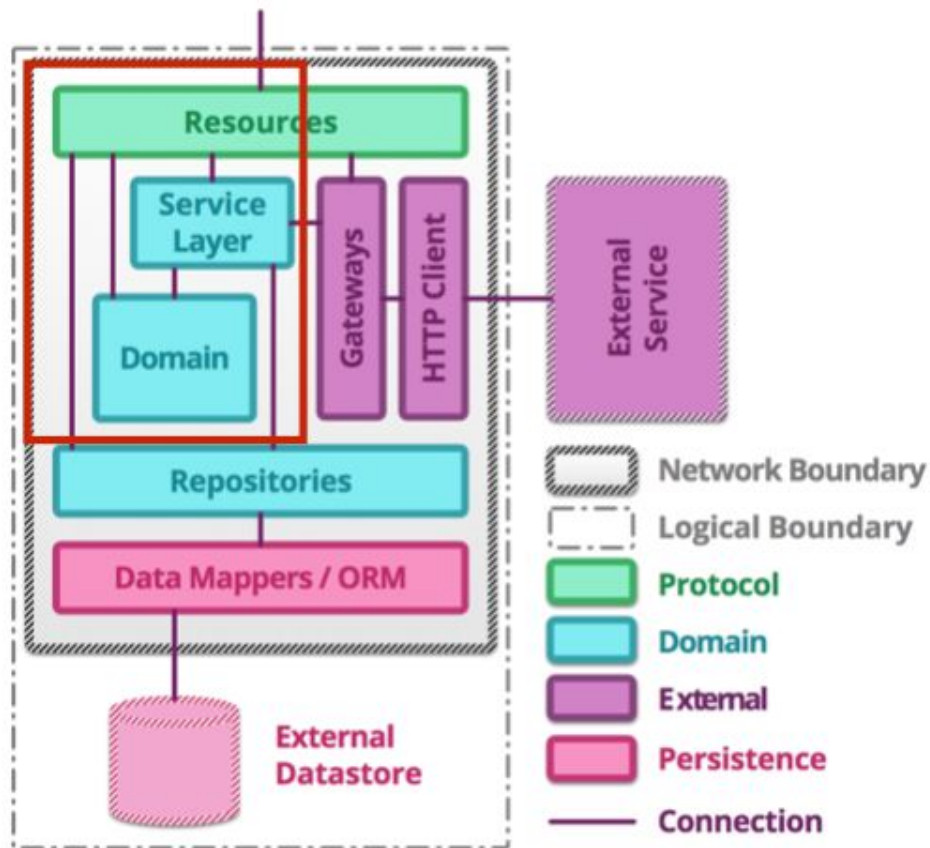 Resources
Service
Layer
Domain
Gateways
HTTP Client
External
Service
Repositories
Data Mappers / ORM
External
Datastore
Network Boundary
Logical Boundary
Protocol
Domain
External
Persistence
Connection